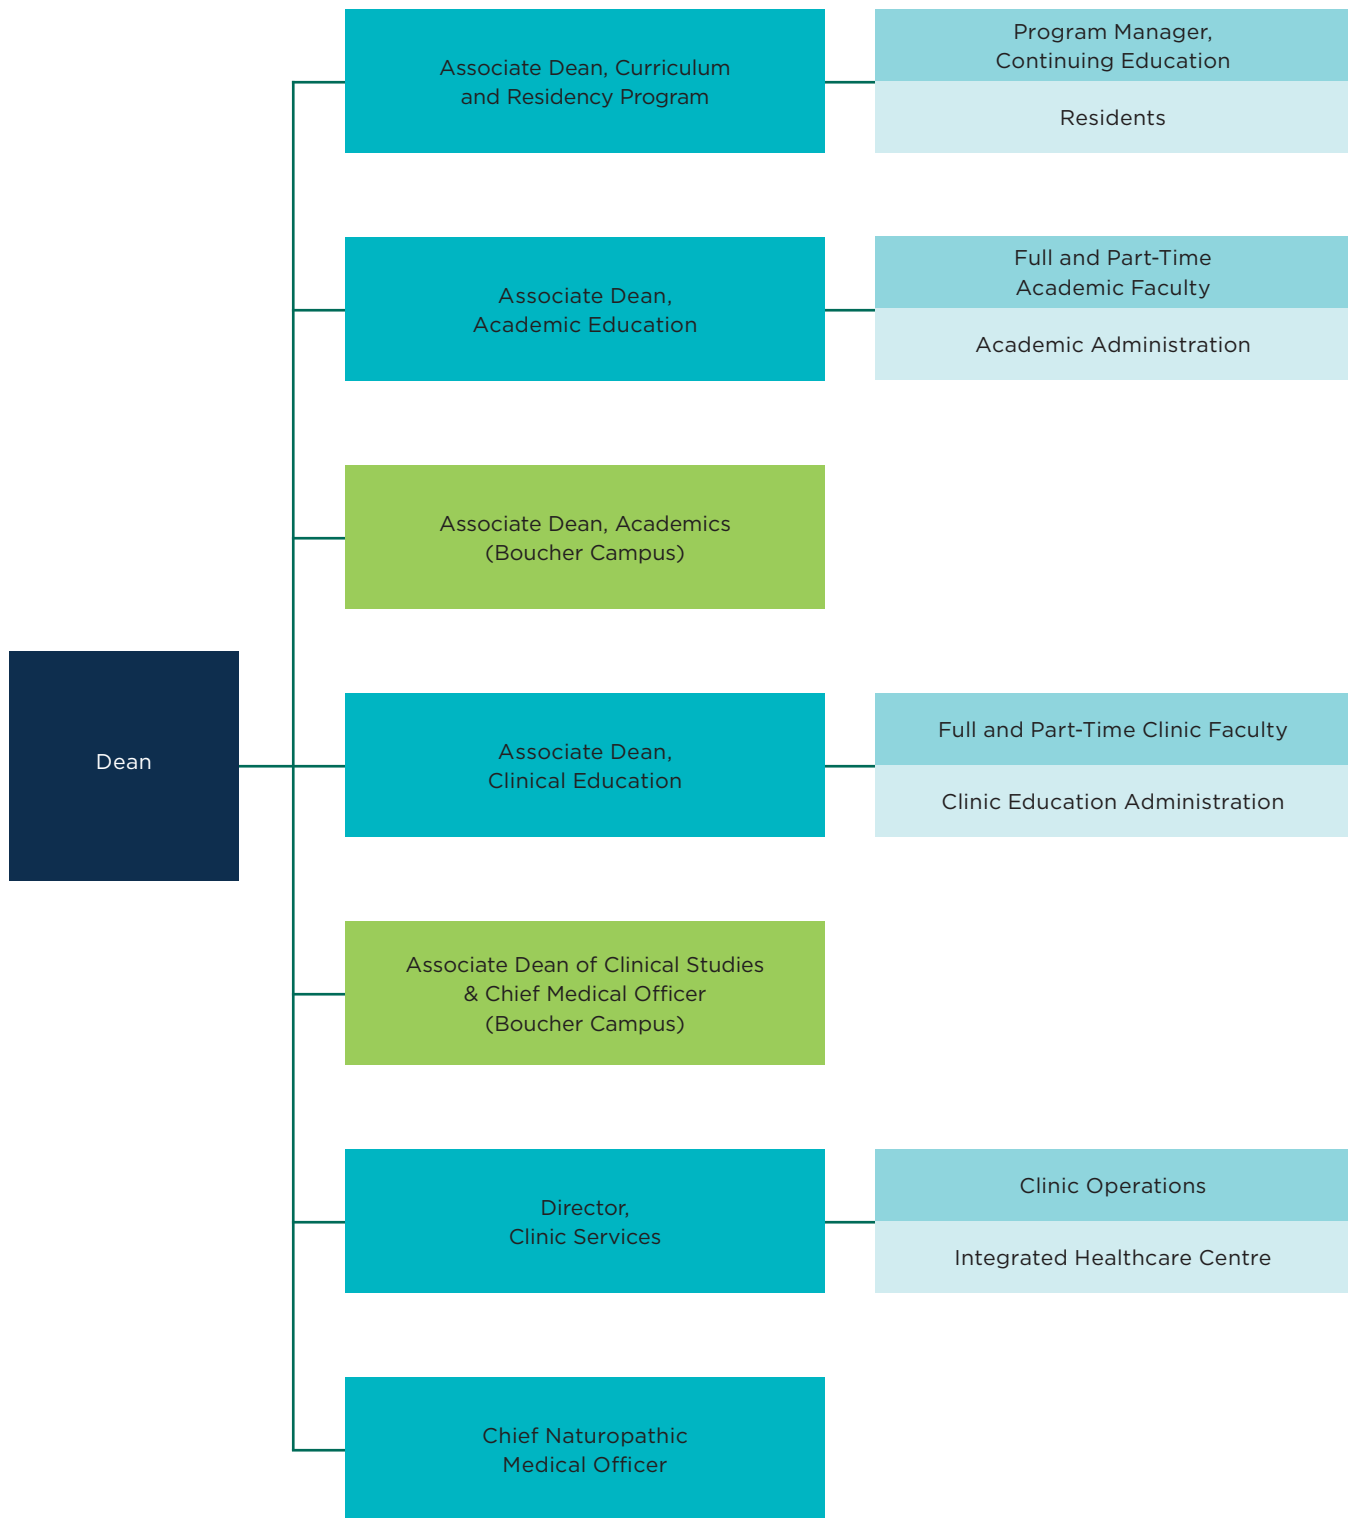 Associate Dean, Curriculum
and Residency Program
Program Manager,
Continuing Education
Residents
Associate Dean,
Academic Education
Full and Part-Time
Academic Faculty
Academic Administration
Associate Dean, Academics
(Boucher Campus)
Dean
Associate Dean,
Clinical Education
Full and Part-Time Clinic Faculty
Clinic Education Administration
Associate Dean of Clinical Studies
& Chief Medical Officer
(Boucher Campus)
Director,
Clinic Services
Clinic Operations
Integrated Healthcare Centre
Chief Naturopathic
Medical Officer